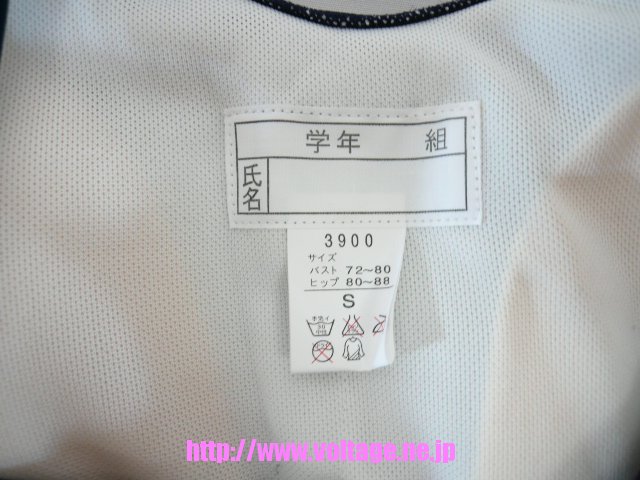 学年 組
氏名
3900
サイズ
バスト 72~80
ヒップ 80~88
S
http://www.voltage.ne.jp